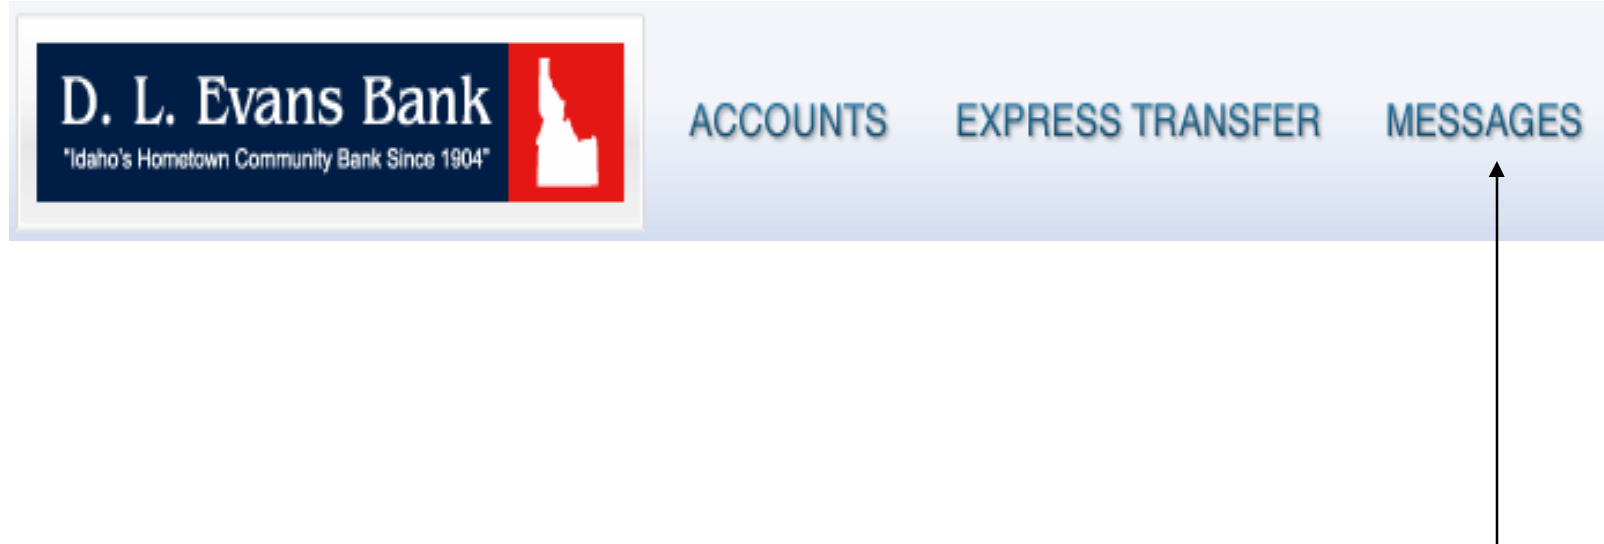 D. L. Evans Bank
"Idaho's Hometown Community Bank Since 1904"
ACCOUNTS EXPRESS TRANSFER MESSAGES